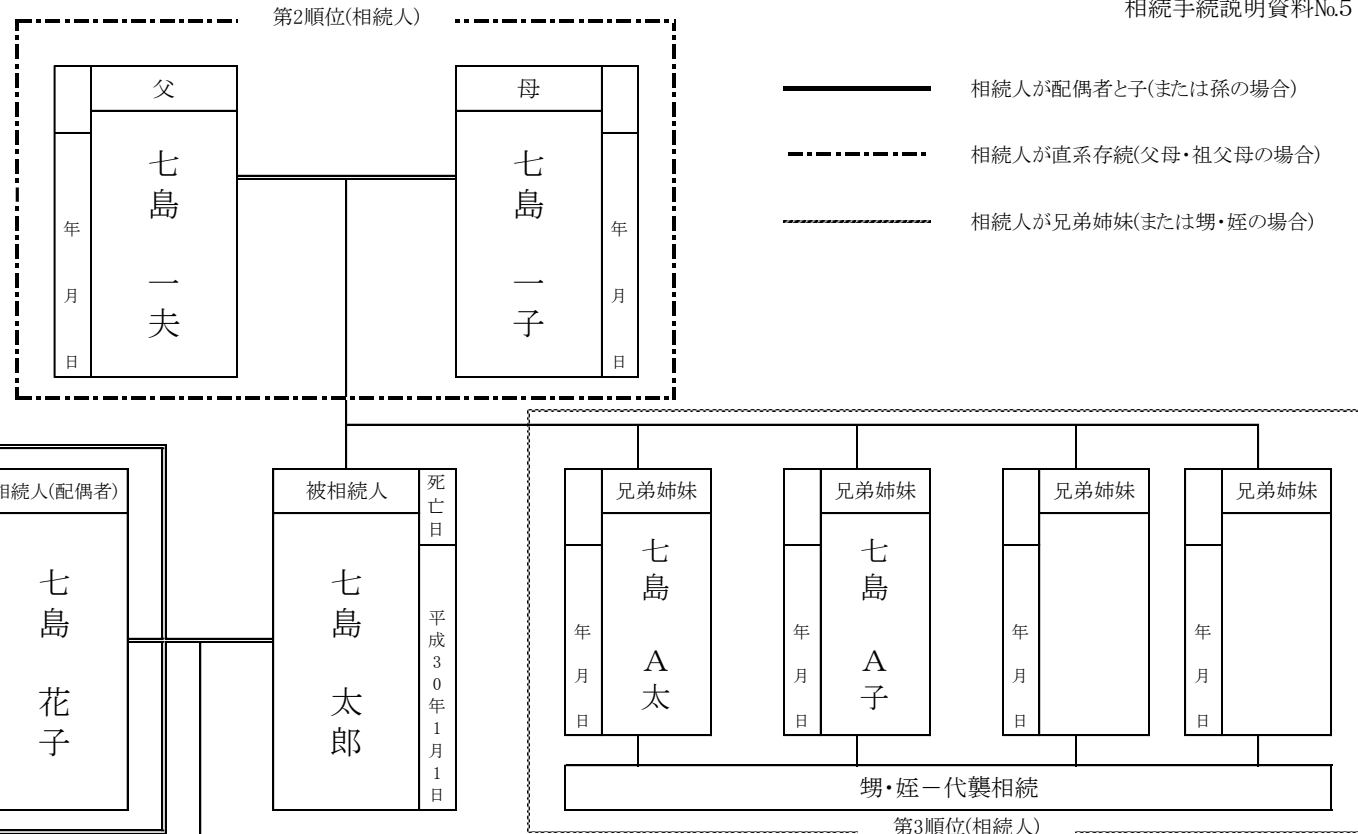 相続手続説明資料№5
第2順位(相続人)
父
七島 一夫
年 月 日
母
七島 一子
年 月 日
相続人が配偶者と子(または孫の場合)
相続人が直系存続(父母・祖父母の場合)
相続人が兄弟姉妹(または甥・姪の場合)
相続人(配偶者)
七島 花子
被相続人
七島 太郎
死亡日
平成30年1月1日
兄弟姉妹
七島 A太
年 月 日
兄弟姉妹
七島 A子
年 月 日
兄弟姉妹
年 月 日
兄弟姉妹
年 月 日
甥・姪－代襲相続
第3順位(相続人)